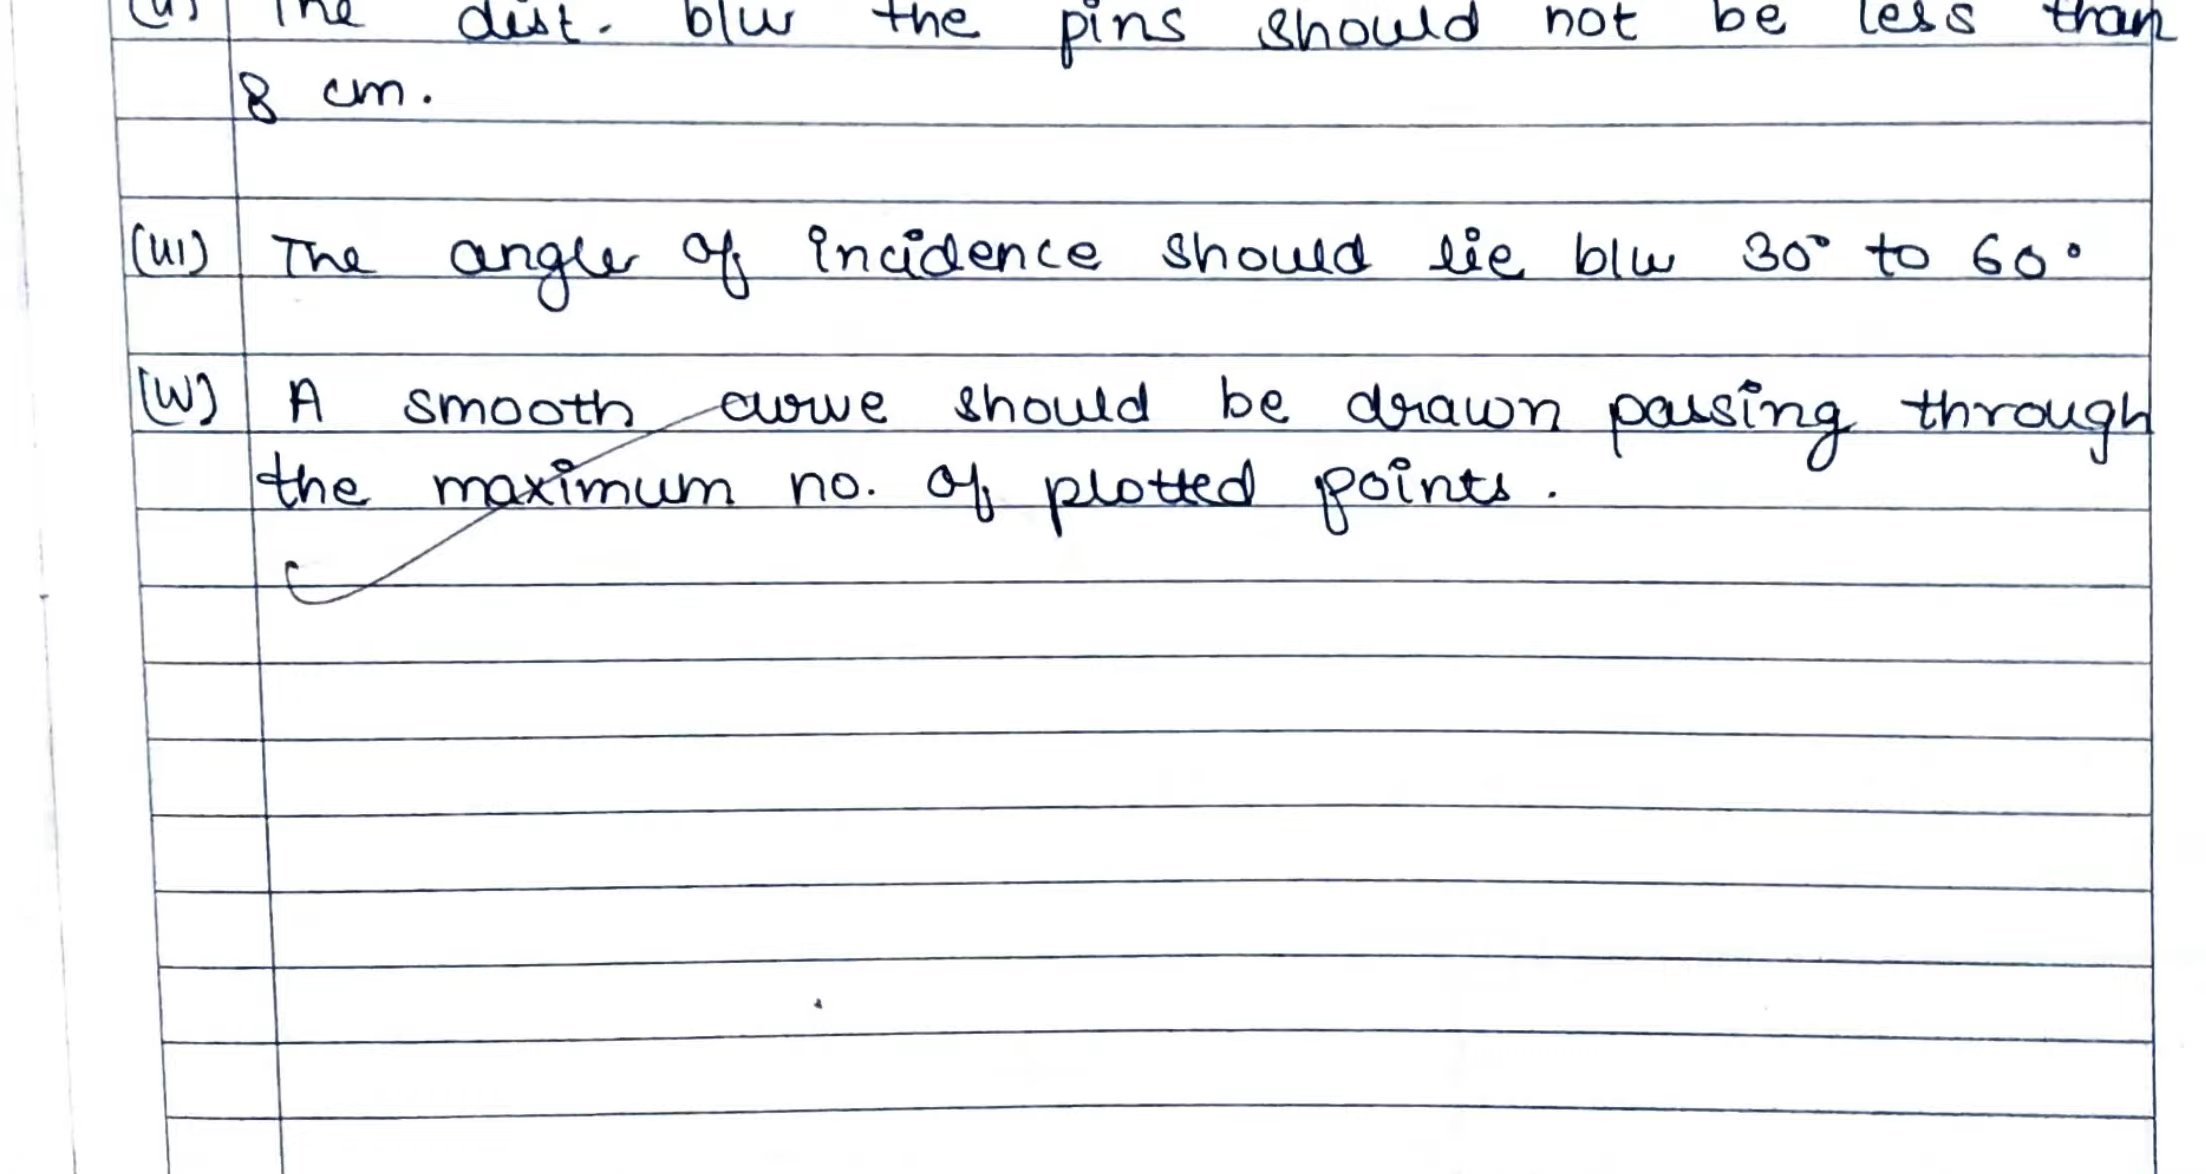 (ii) The dist. b/w the pins should not be less than
8 cm.
(iii) The angle of incidence should lie b/w 30° to 60°
(iv) A smooth curve should be drawn passing through
the maximum no. of plotted points.